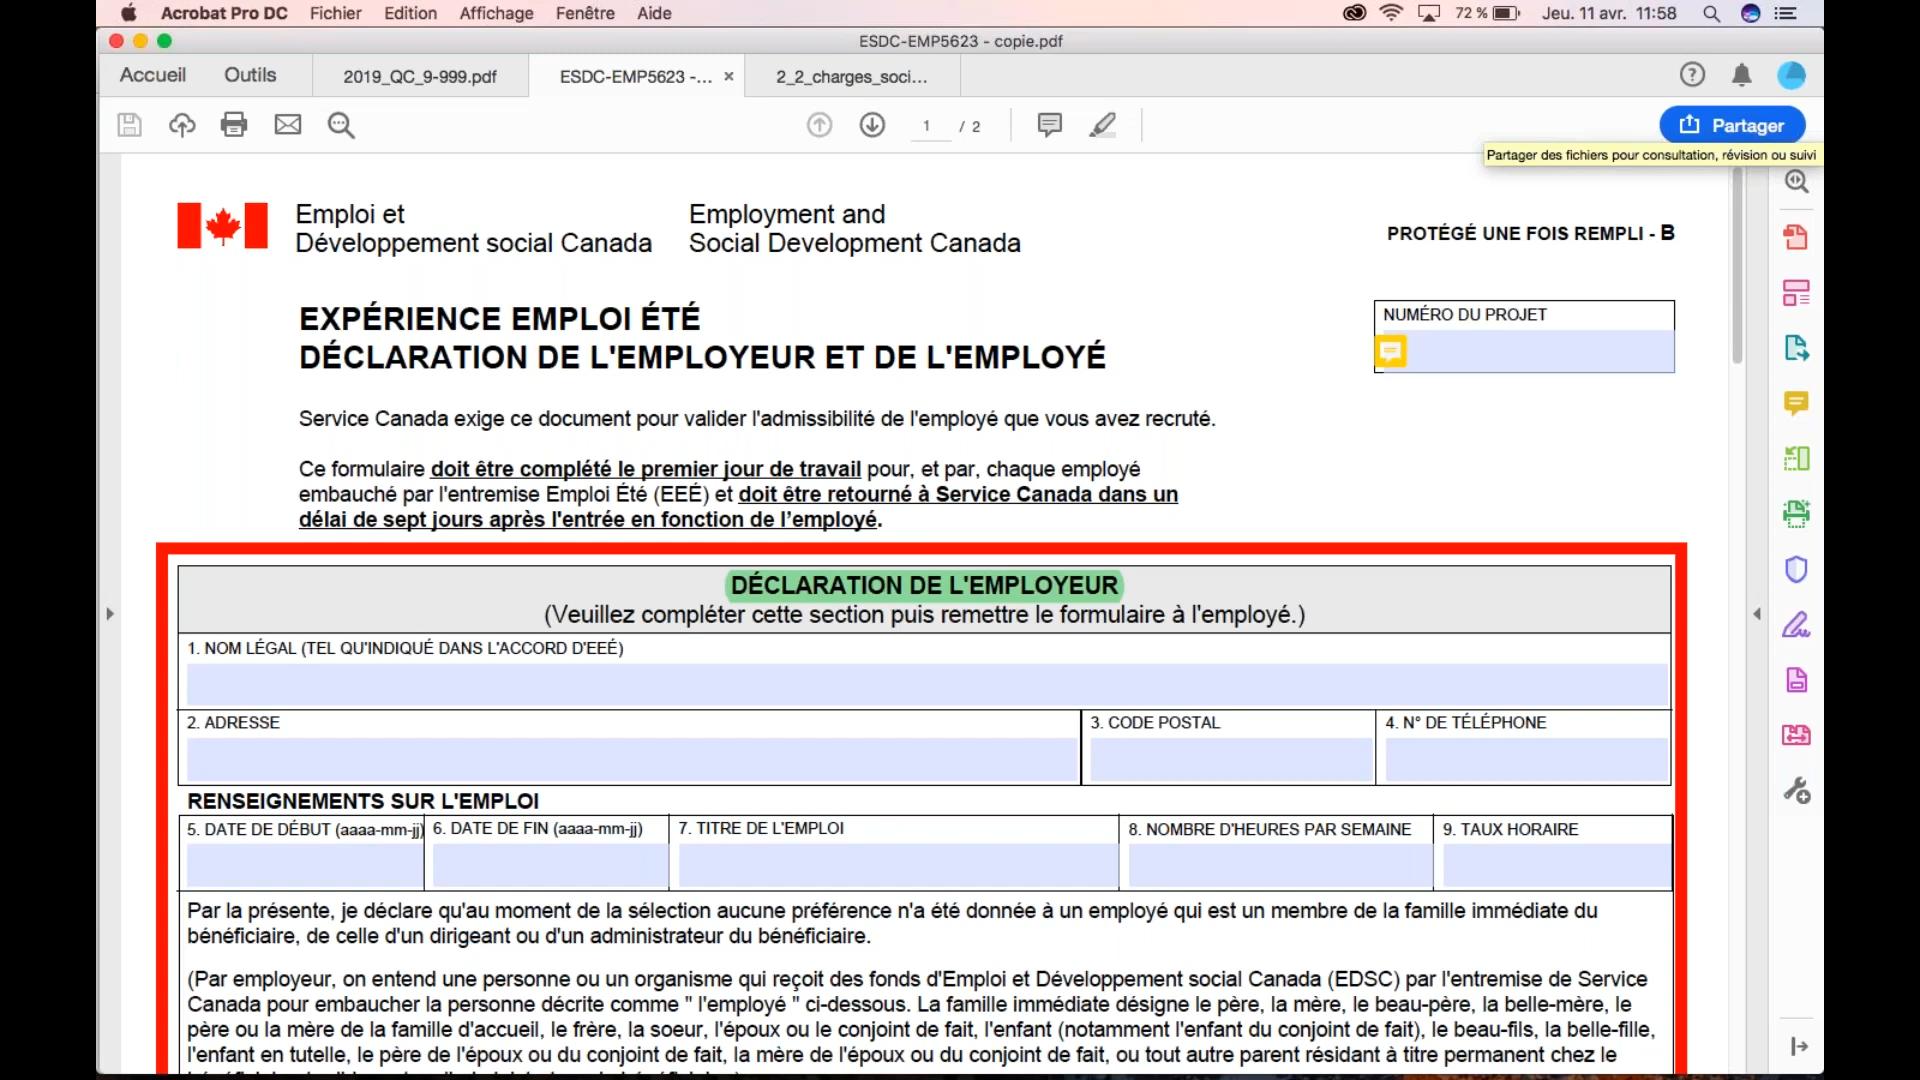 Acrobat Pro DC Fichier Edition Affichage Fenêtre Aide 72 % Jeu. 11 avr. 11:58
ESDC-EMP5623 - copie.pdf
Accueil Outils 2019_QC_9-999.pdf ESDC-EMP5623 -... × 2_2_charges_soci...
1 / 2 Partager
Partager des fichiers pour consultation, révision ou suivi
Emploi et
Développement social Canada
Employment and
Social Development Canada
PROTÉGÉ UNE FOIS REMPLI - B
EXPÉRIENCE EMPLOI ÉTÉ
DÉCLARATION DE L'EMPLOYEUR ET DE L'EMPLOYÉ
NUMÉRO DU PROJET
Service Canada exige ce document pour valider l'admissibilité de l'employé que vous avez recruté.
Ce formulaire doit être complété le premier jour de travail pour, et par, chaque employé
embauché par l'entremise Emploi Été (EEÉ) et doit être retourné à Service Canada dans un
délai de sept jours après l'entrée en fonction de l'employé.
DÉCLARATION DE L'EMPLOYEUR
(Veuillez compléter cette section puis remettre le formulaire à l'employé.)
1. NOM LÉGAL (TEL QU'INDIQUÉ DANS L'ACCORD D'EEÉ)
2. ADRESSE 3. CODE POSTAL 4. N° DE TÉLÉPHONE
RENSEIGNEMENTS SUR L'EMPLOI
5. DATE DE DÉBUT (aaaa-mm-jj) 6. DATE DE FIN (aaaa-mm-jj) 7. TITRE DE L'EMPLOI 8. NOMBRE D'HEURES PAR SEMAINE 9. TAUX HORAIRE
Par la présente, je déclare qu'au moment de la sélection aucune préférence n'a été donnée à un employé qui est un membre de la famille immédiate du
bénéficiaire, de celle d'un dirigeant ou d'un administrateur du bénéficiaire.
(Par employeur, on entend une personne ou un organisme qui reçoit des fonds d'Emploi et Développement social Canada (EDSC) par l'entremise de Service
Canada pour embaucher la personne décrite comme " l'employé " ci-dessous. La famille immédiate désigne le père, la mère, le beau-père, la belle-mère, le
père ou la mère de la famille d'accueil, le frère, la soeur, l'époux ou le conjoint de fait, l'enfant (notamment l'enfant du conjoint de fait), le beau-fils, la belle-fille,
l'enfant en tutelle, le père de l'époux ou du conjoint de fait, la mère de l'époux ou du conjoint de fait, ou tout autre parent résidant à titre permanent chez le